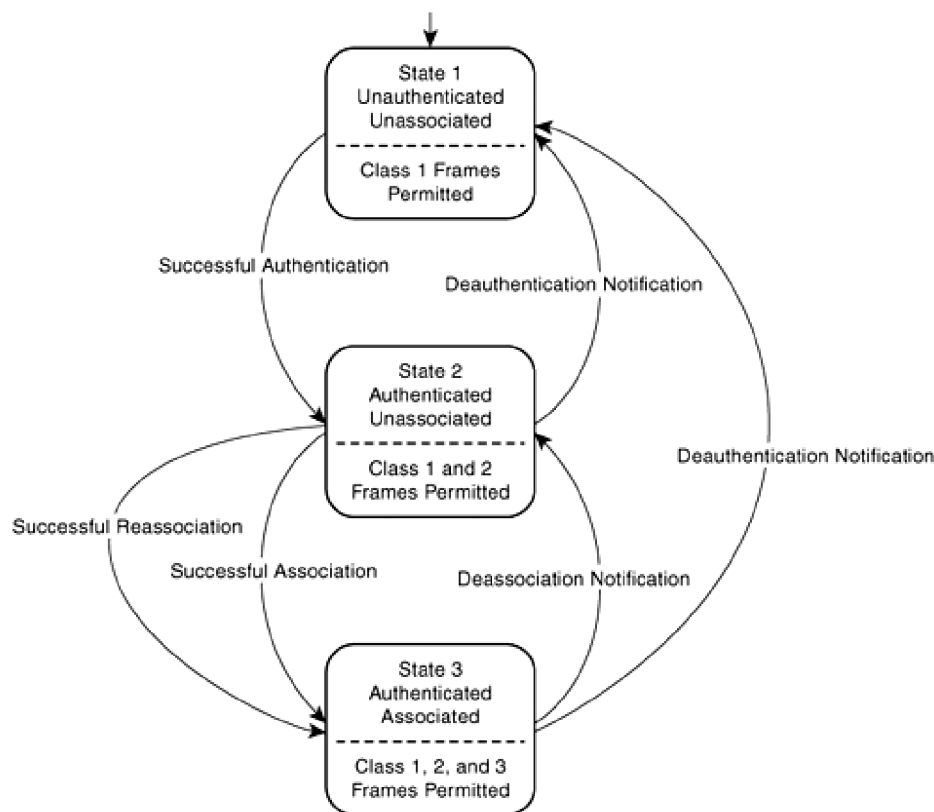 State 1
Unauthenticated
Unassociated
Class 1 Frames
Permitted
Successful Authentication
Deauthentication Notification
State 2
Authenticated
Unassociated
Class 1 and 2
Frames Permitted
Deauthentication Notification
Successful Reassociation
Successful Association
Deassociation Notification
State 3
Authenticated
Associated
Class 1, 2, and 3
Frames Permitted